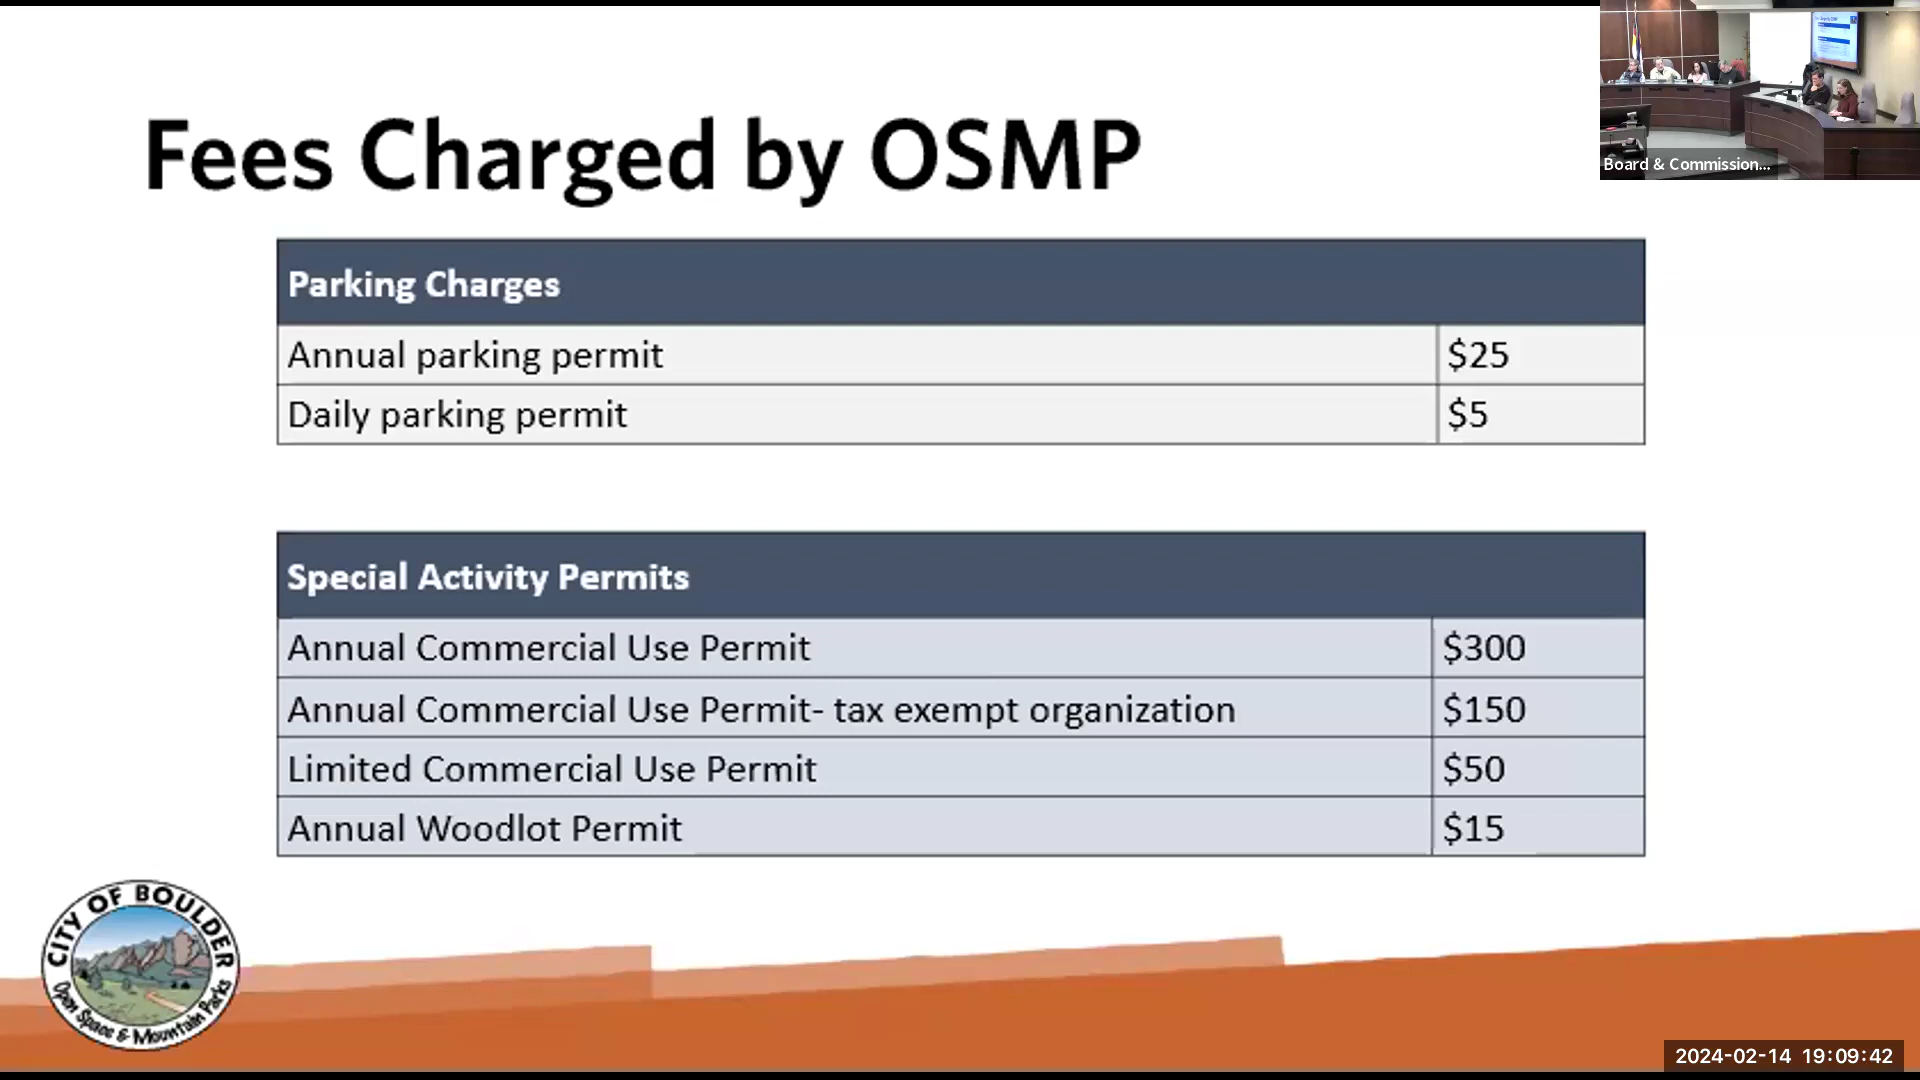 Fees Charged by OSMP
Board & Commission...
Parking Charges
Annual parking permit $25
Daily parking permit $5
Special Activity Permits
Annual Commercial Use Permit $300
Annual Commercial Use Permit- tax exempt organization $150
Limited Commercial Use Permit $50
Annual Woodlot Permit $15
CITY OF BOULDER
Open Space & Mountain Parks
2024-02-14 19:09:42